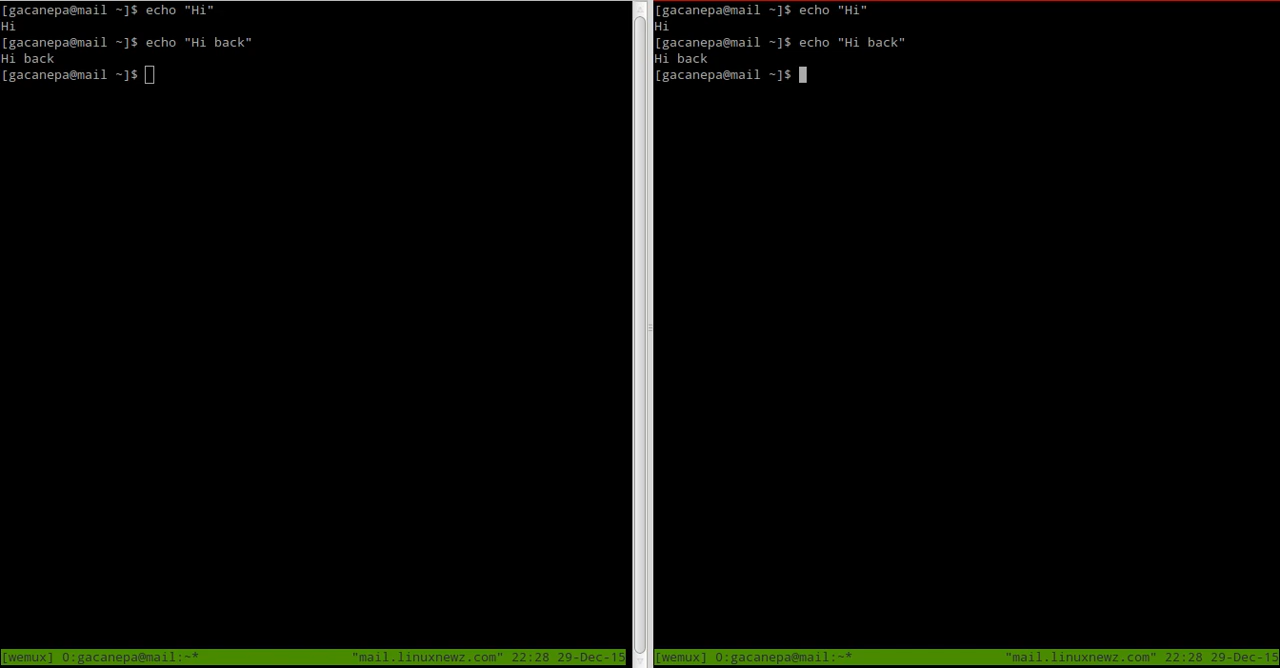 [gacanepa@mail ~]$ echo "Hi"
Hi
[gacanepa@mail ~]$ echo "Hi back"
Hi back
[gacanepa@mail ~]$
[wemux] 0:gacanepa@mail:~* "mail.linuxnewz.com" 22:28 29-Dec-15
[gacanepa@mail ~]$ echo "Hi"
Hi
[gacanepa@mail ~]$ echo "Hi back"
Hi back
[gacanepa@mail ~]$
[wemux] 0:gacanepa@mail:~* "mail.linuxnewz.com" 22:28 29-Dec-15